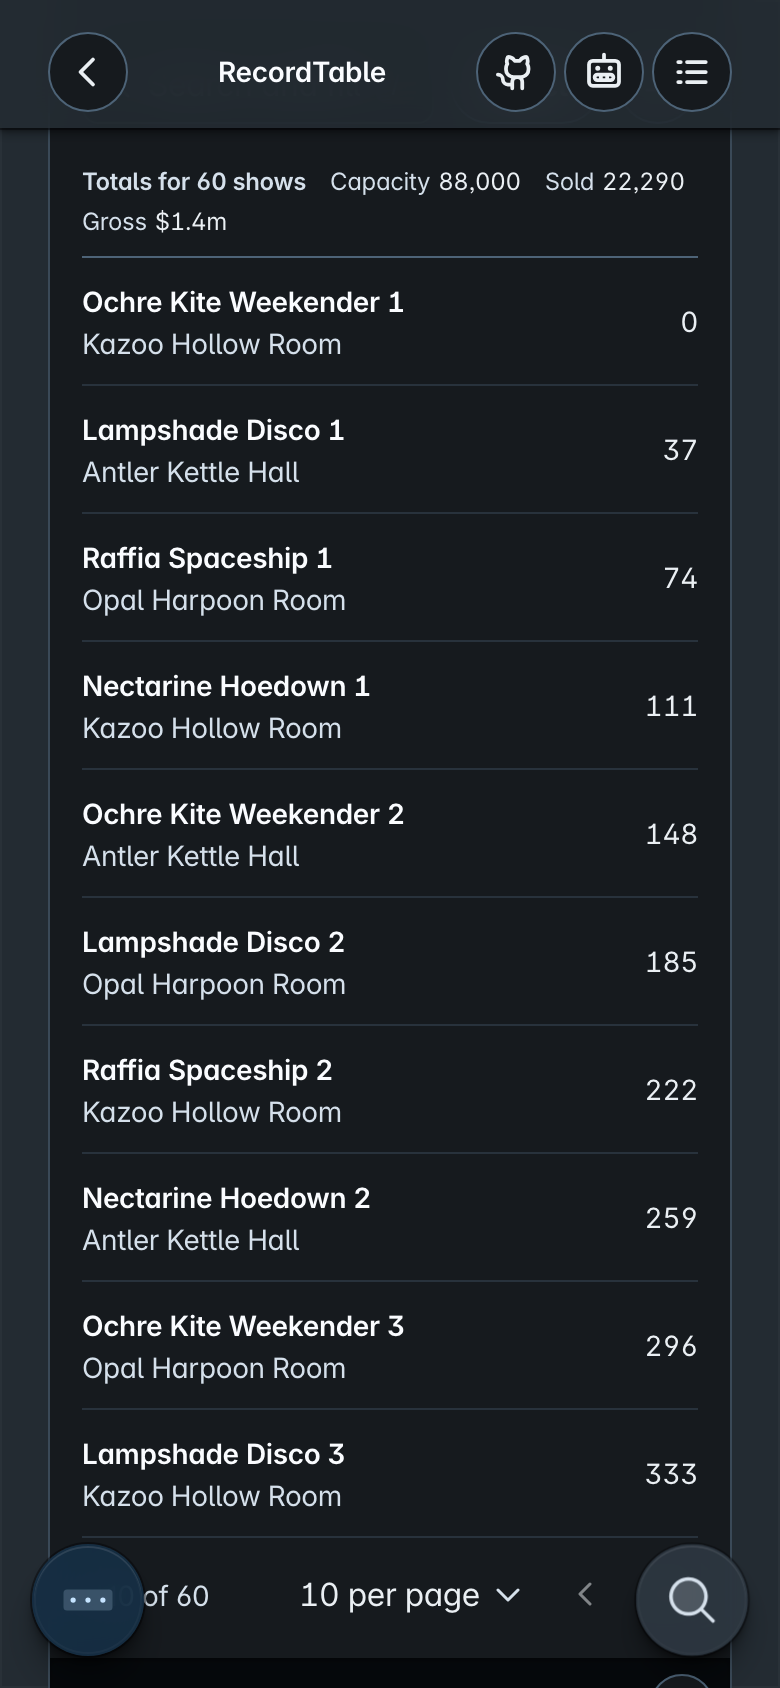 RecordTable
Totals for 60 shows Capacity 88,000 Sold 22,290
Gross $1.4m
Ochre Kite Weekender 1
Kazoo Hollow Room
0
Lampshade Disco 1
Antler Kettle Hall
37
Raffia Spaceship 1
Opal Harpoon Room
74
Nectarine Hoedown 1
Kazoo Hollow Room
111
Ochre Kite Weekender 2
Antler Kettle Hall
148
Lampshade Disco 2
Opal Harpoon Room
185
Raffia Spaceship 2
Kazoo Hollow Room
222
Nectarine Hoedown 2
Antler Kettle Hall
259
Ochre Kite Weekender 3
Opal Harpoon Room
296
Lampshade Disco 3
Kazoo Hollow Room
333
of 60 10 per page